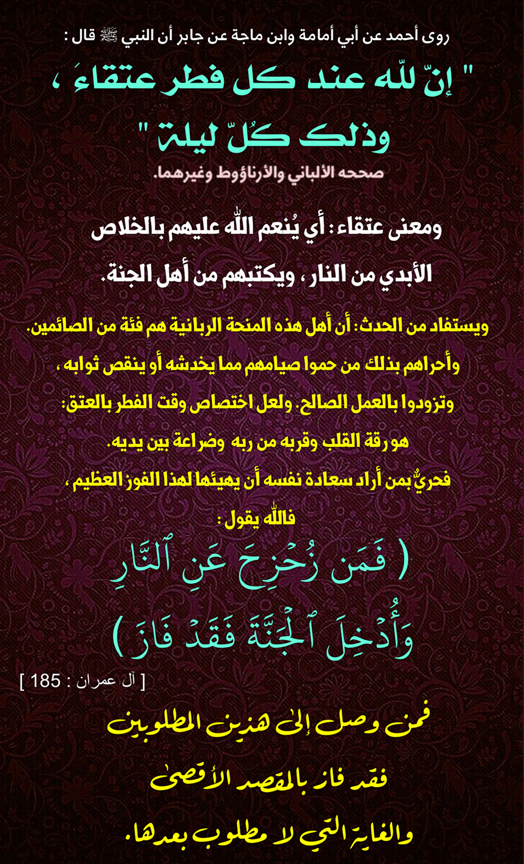 روى أحمد عن أبي أمامة وابن ماجة عن جابر أن النبي ﷺ قال :
" إنّ للّه عند كل فطر عتقاءَ ،
وذلك كُلّ ليلة "
صححه الألباني والأرناؤوط وغيرهما.
ومعنى عتقاء : أي يُنعم الله عليهم بالخلاص
الأبدي من النار ، ويكتبهم من أهل الجنة.
ويستفاد من الحدث: أن أهل هذه المنحة الربانية هم فئة من الصائمين.
وأحراهم بذلك من حموا صيامهم مما يخدشه أو ينقص ثوابه ،
وتزودوا بالعمل الصالح. ولعل اختصاص وقت الفطر بالعتق:
هو رقة القلب وقربه من ربه وضراعة بين يديه.
فحريٌّ بمن أراد سعادة نفسه أن يهيئها لهذا الفوز العظيم ،
فالله يقول :
( فَمَن زُحْزِحَ عَنِ ٱلنَّارِ
وَأُدْخِلَ ٱلْجَنَّةَ فَقَدْ فَازَ )
[ آل عمران : 185 ]
فمن وصل إلى هذين المطلوبين
فقد فاز بالمقصد الأقصى
والغاية التي لا مطلوب بعدها.